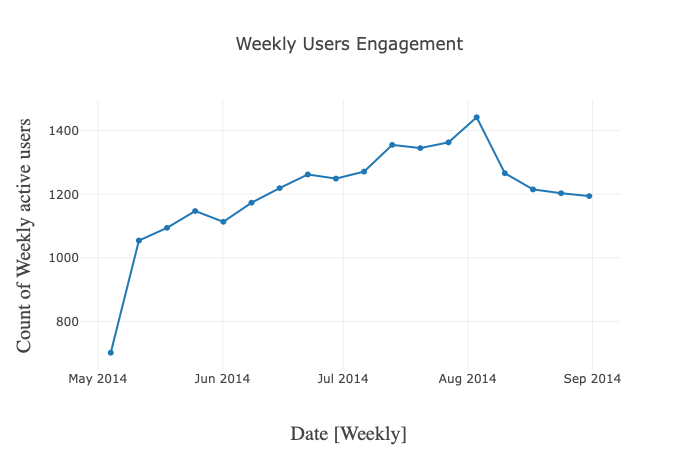 Weekly Users Engagement
Count of Weekly active users
1400
1200
1000
800
May 2014
Jun 2014
Jul 2014
Aug 2014
Sep 2014
Date [Weekly]